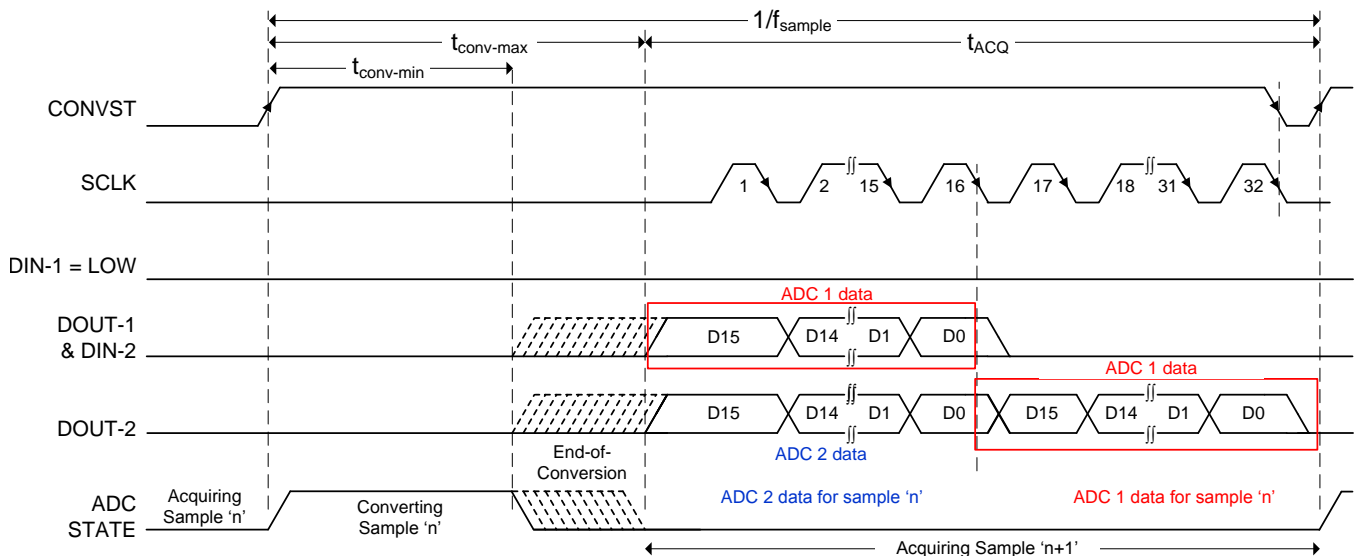 1/fsample
tconv-max
tACQ
tconv-min
CONVST
SCLK
1 2 15 16 17 18 31 32
DIN-1 = LOW
ADC 1 data
DOUT-1
& DIN-2
D15 D14 D1 D0
ADC 1 data
DOUT-2
D15 D14 D1 D0 D15 D14 D1 D0
ADC 2 data
End-of-
Conversion
ADC
STATE
Acquiring
Sample ‘n’
Converting
Sample ‘n’
ADC 2 data for sample ‘n’
ADC 1 data for sample ‘n’
Acquiring Sample ‘n+1’